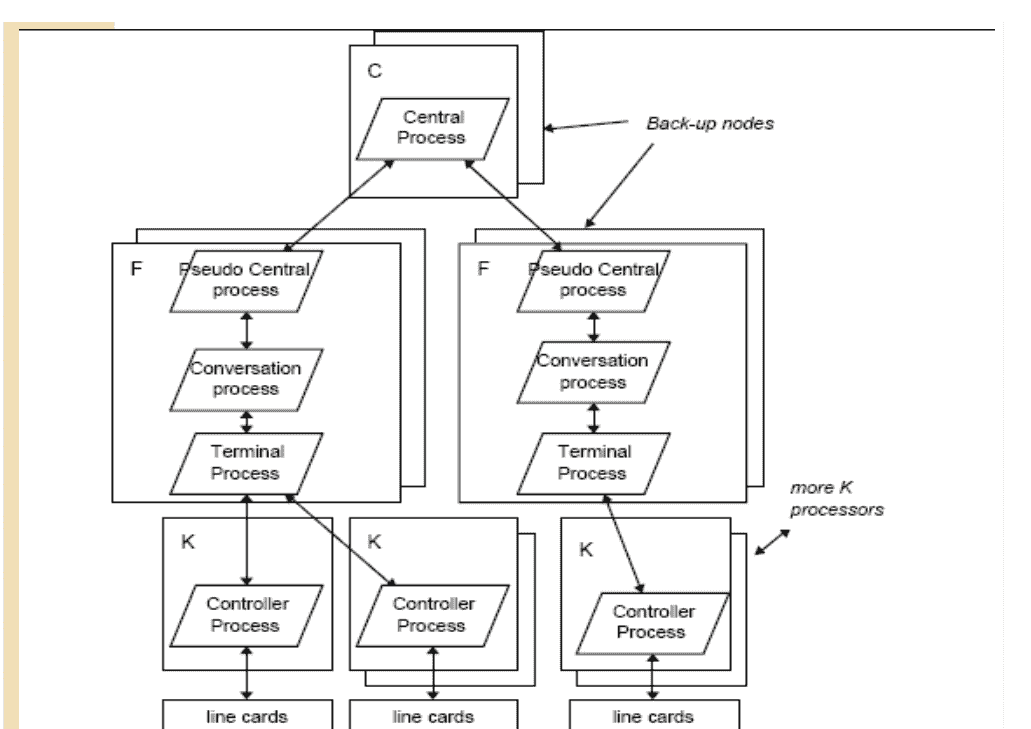 C
Central
Process
Back-up nodes
F
Pseudo Central
process
Conversation
process
Terminal
Process
F
Pseudo Central
process
Conversation
process
Terminal
Process
more K
processors
K
Controller
Process
K
Controller
Process
K
Controller
Process
line cards
line cards
line cards